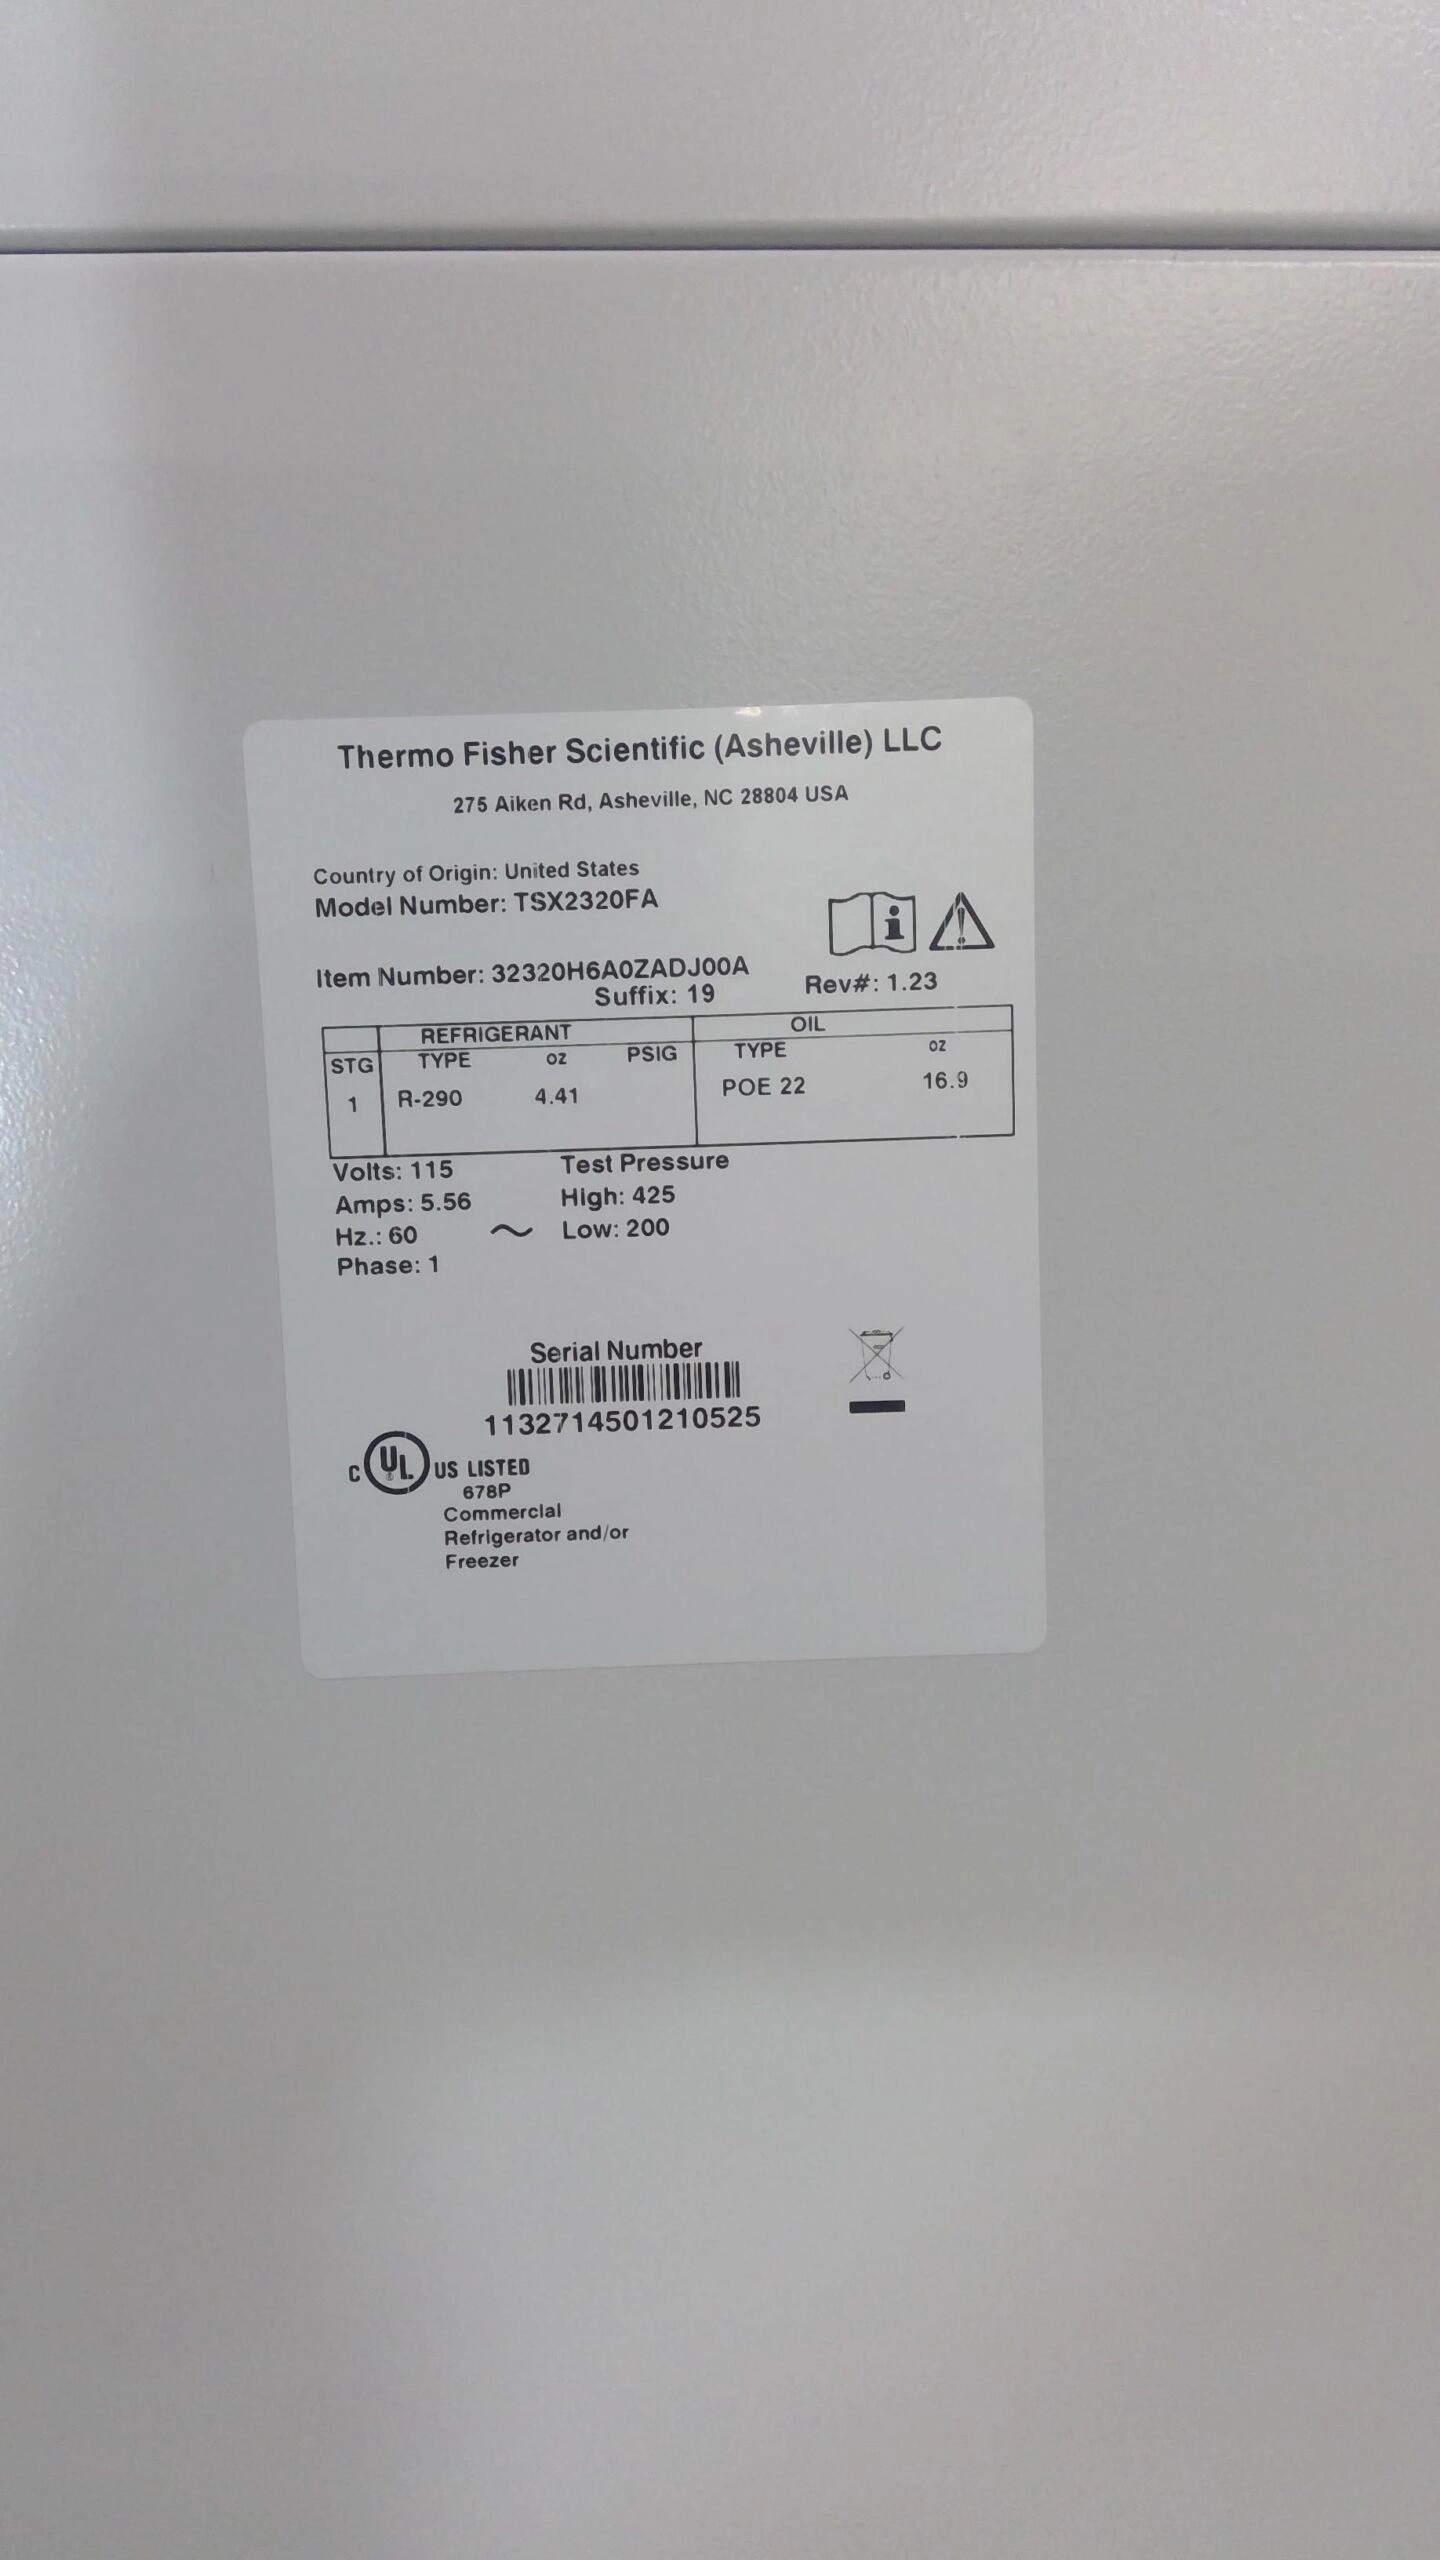 Thermo Fisher Scientific (Asheville) LLC
275 Aiken Rd, Asheville, NC 28804 USA
Country of Origin: United States
Model Number: TSX2320FA
Item Number: 32320H6A0ZADJ00A
Suffix: 19
Rev#: 1.23
REFRIGERANT OIL
STG TYPE oz PSIG TYPE oz
1 R-290 4.41 POE 22 16.9
Volts: 115
Amps: 5.56
Hz.: 60 ~
Phase: 1
Test Pressure
High: 425
Low: 200
Serial Number
1132714501210525
C UL ® US LISTED
678P
Commercial
Refrigerator and/or
Freezer